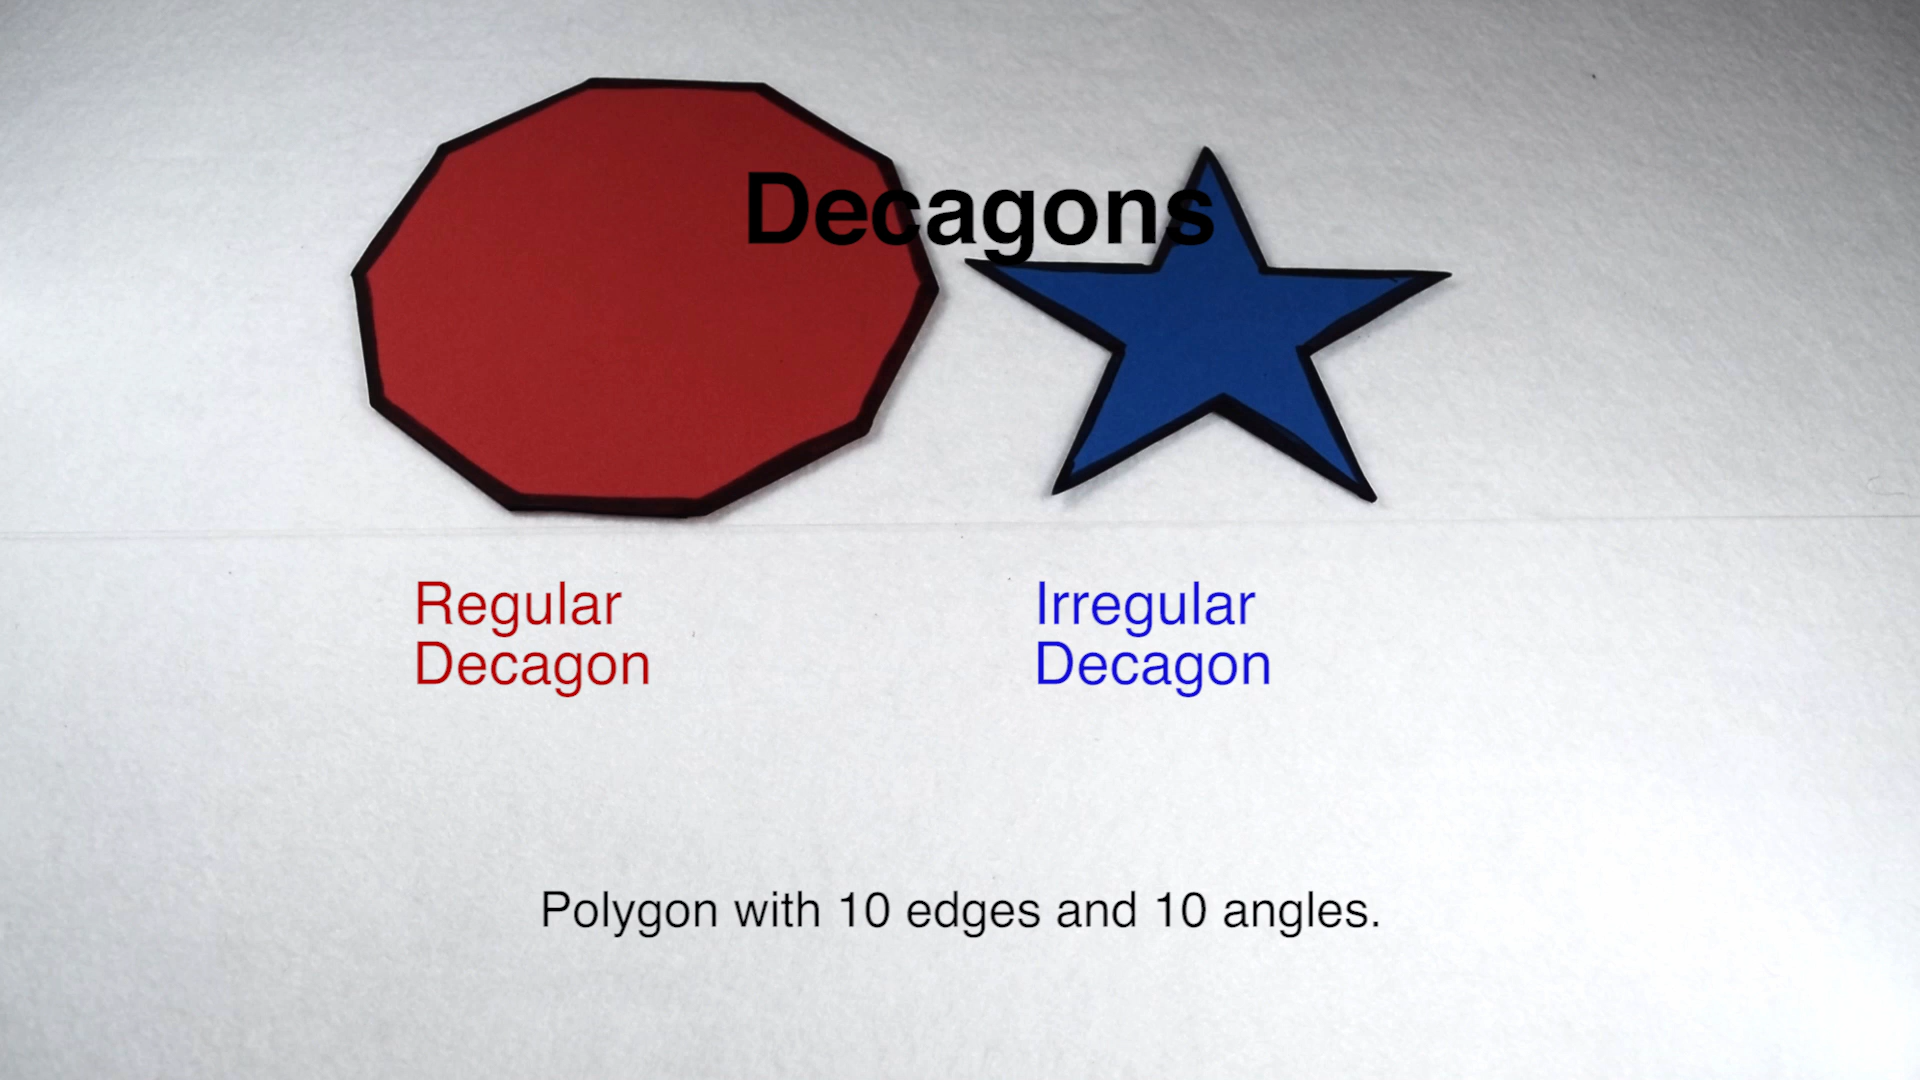 Decagons
Regular
Decagon
Irregular
Decagon
Polygon with 10 edges and 10 angles.